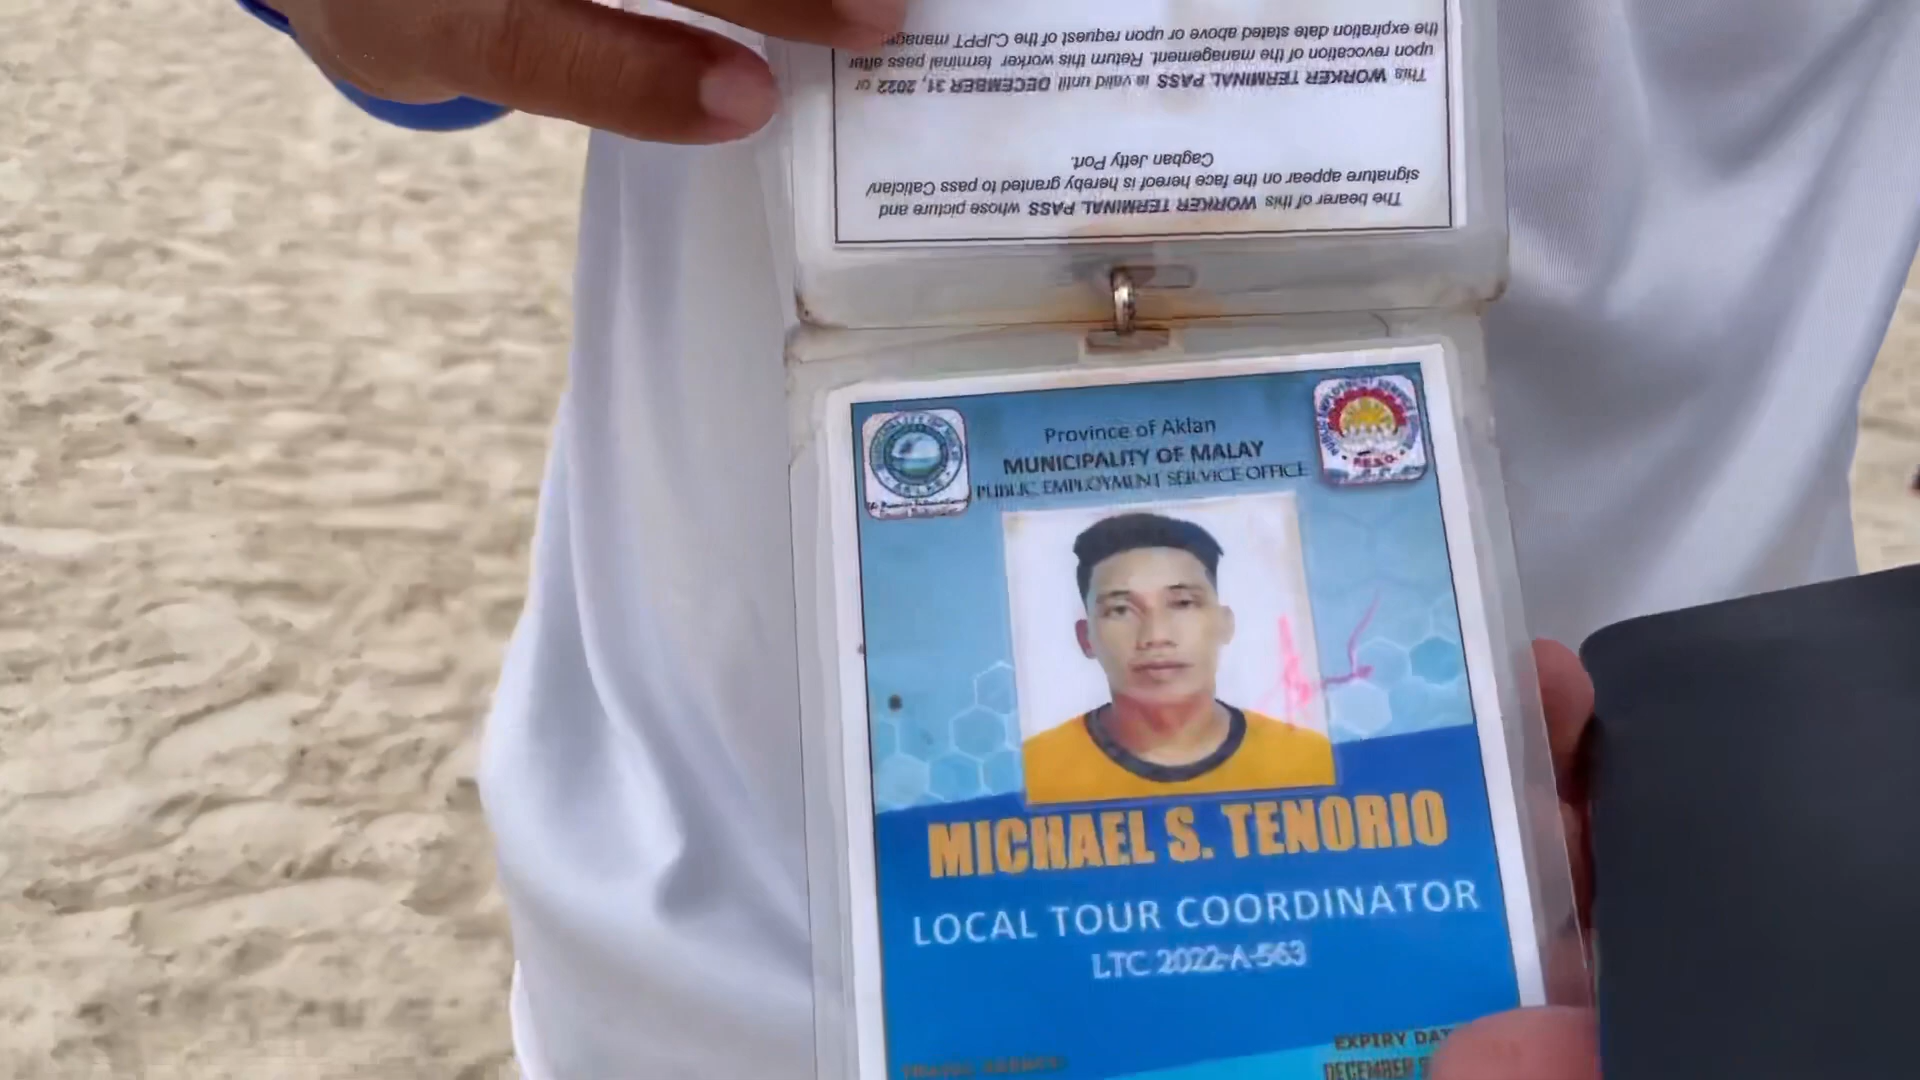 The bearer of this WORKER TERMINAL PASS whose picture and
signature appear on the face hereof is hereby granted to pass Caticlan/
Cagban Jetty Port.
This WORKER TERMINAL PASS is valid until DECEMBER 31, 2022 or
upon revocation of the management. Return this worker terminal pass after
the expiration date stated above or upon request of the CJPPT
Province of Aklan
MUNICIPALITY OF MALAY
PUBLIC EMPLOYMENT SERVICE OFFICE
MICHAEL S. TENORIO
LOCAL TOUR COORDINATOR
LTC 2022-A-563
EXPIRY
DECEMBER